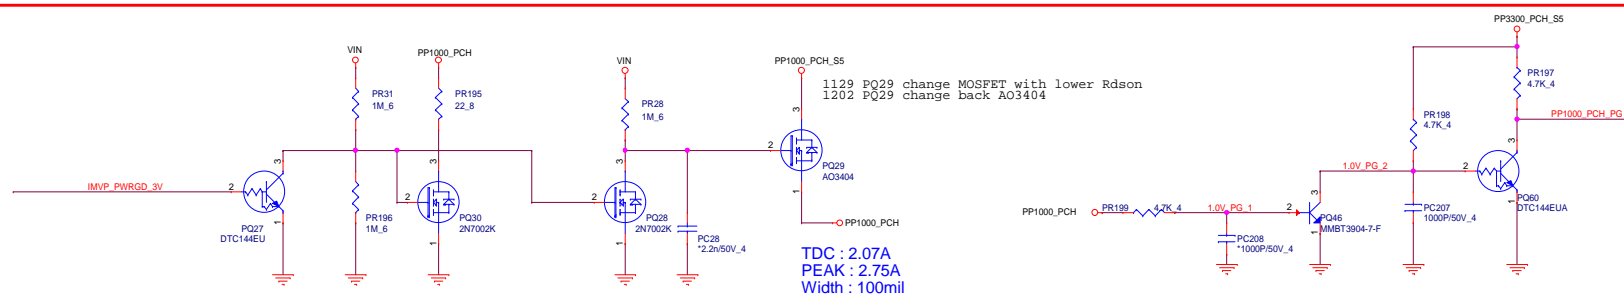 PP3300_PCH_S5
VIN
PP1000_PCH
VIN
PP1000_PCH_S5
1129 PQ29 change MOSFET with lower Rdson
1202 PQ29 change back AO3404
PR31
1M_6
PR195
22_8
PR28
1M_6
PR197
4.7K_4
PR198
4.7K_4
PP1000_PCH_PG
3
3
3
3
3
2
PQ29
AO3404
1
IMVP_PWRGD_3V
2
PQ27
DTC144EU
1
PR196
1M_6
2
PQ30
2N7002K
1
2
PQ28
2N7002K
1
PC28
*2.2n/50V_4
PP1000_PCH
1.0V_PG_2
2
PQ60
DTC144EUA
1
PP1000_PCH
PR199
4.7K_4
1.0V_PG_1
2
3
PQ46
MMBT3904-7-F
1
PC207
1000P/50V_4
PC208
*1000P/50V_4
TDC : 2.07A
PEAK : 2.75A
Width : 100mil